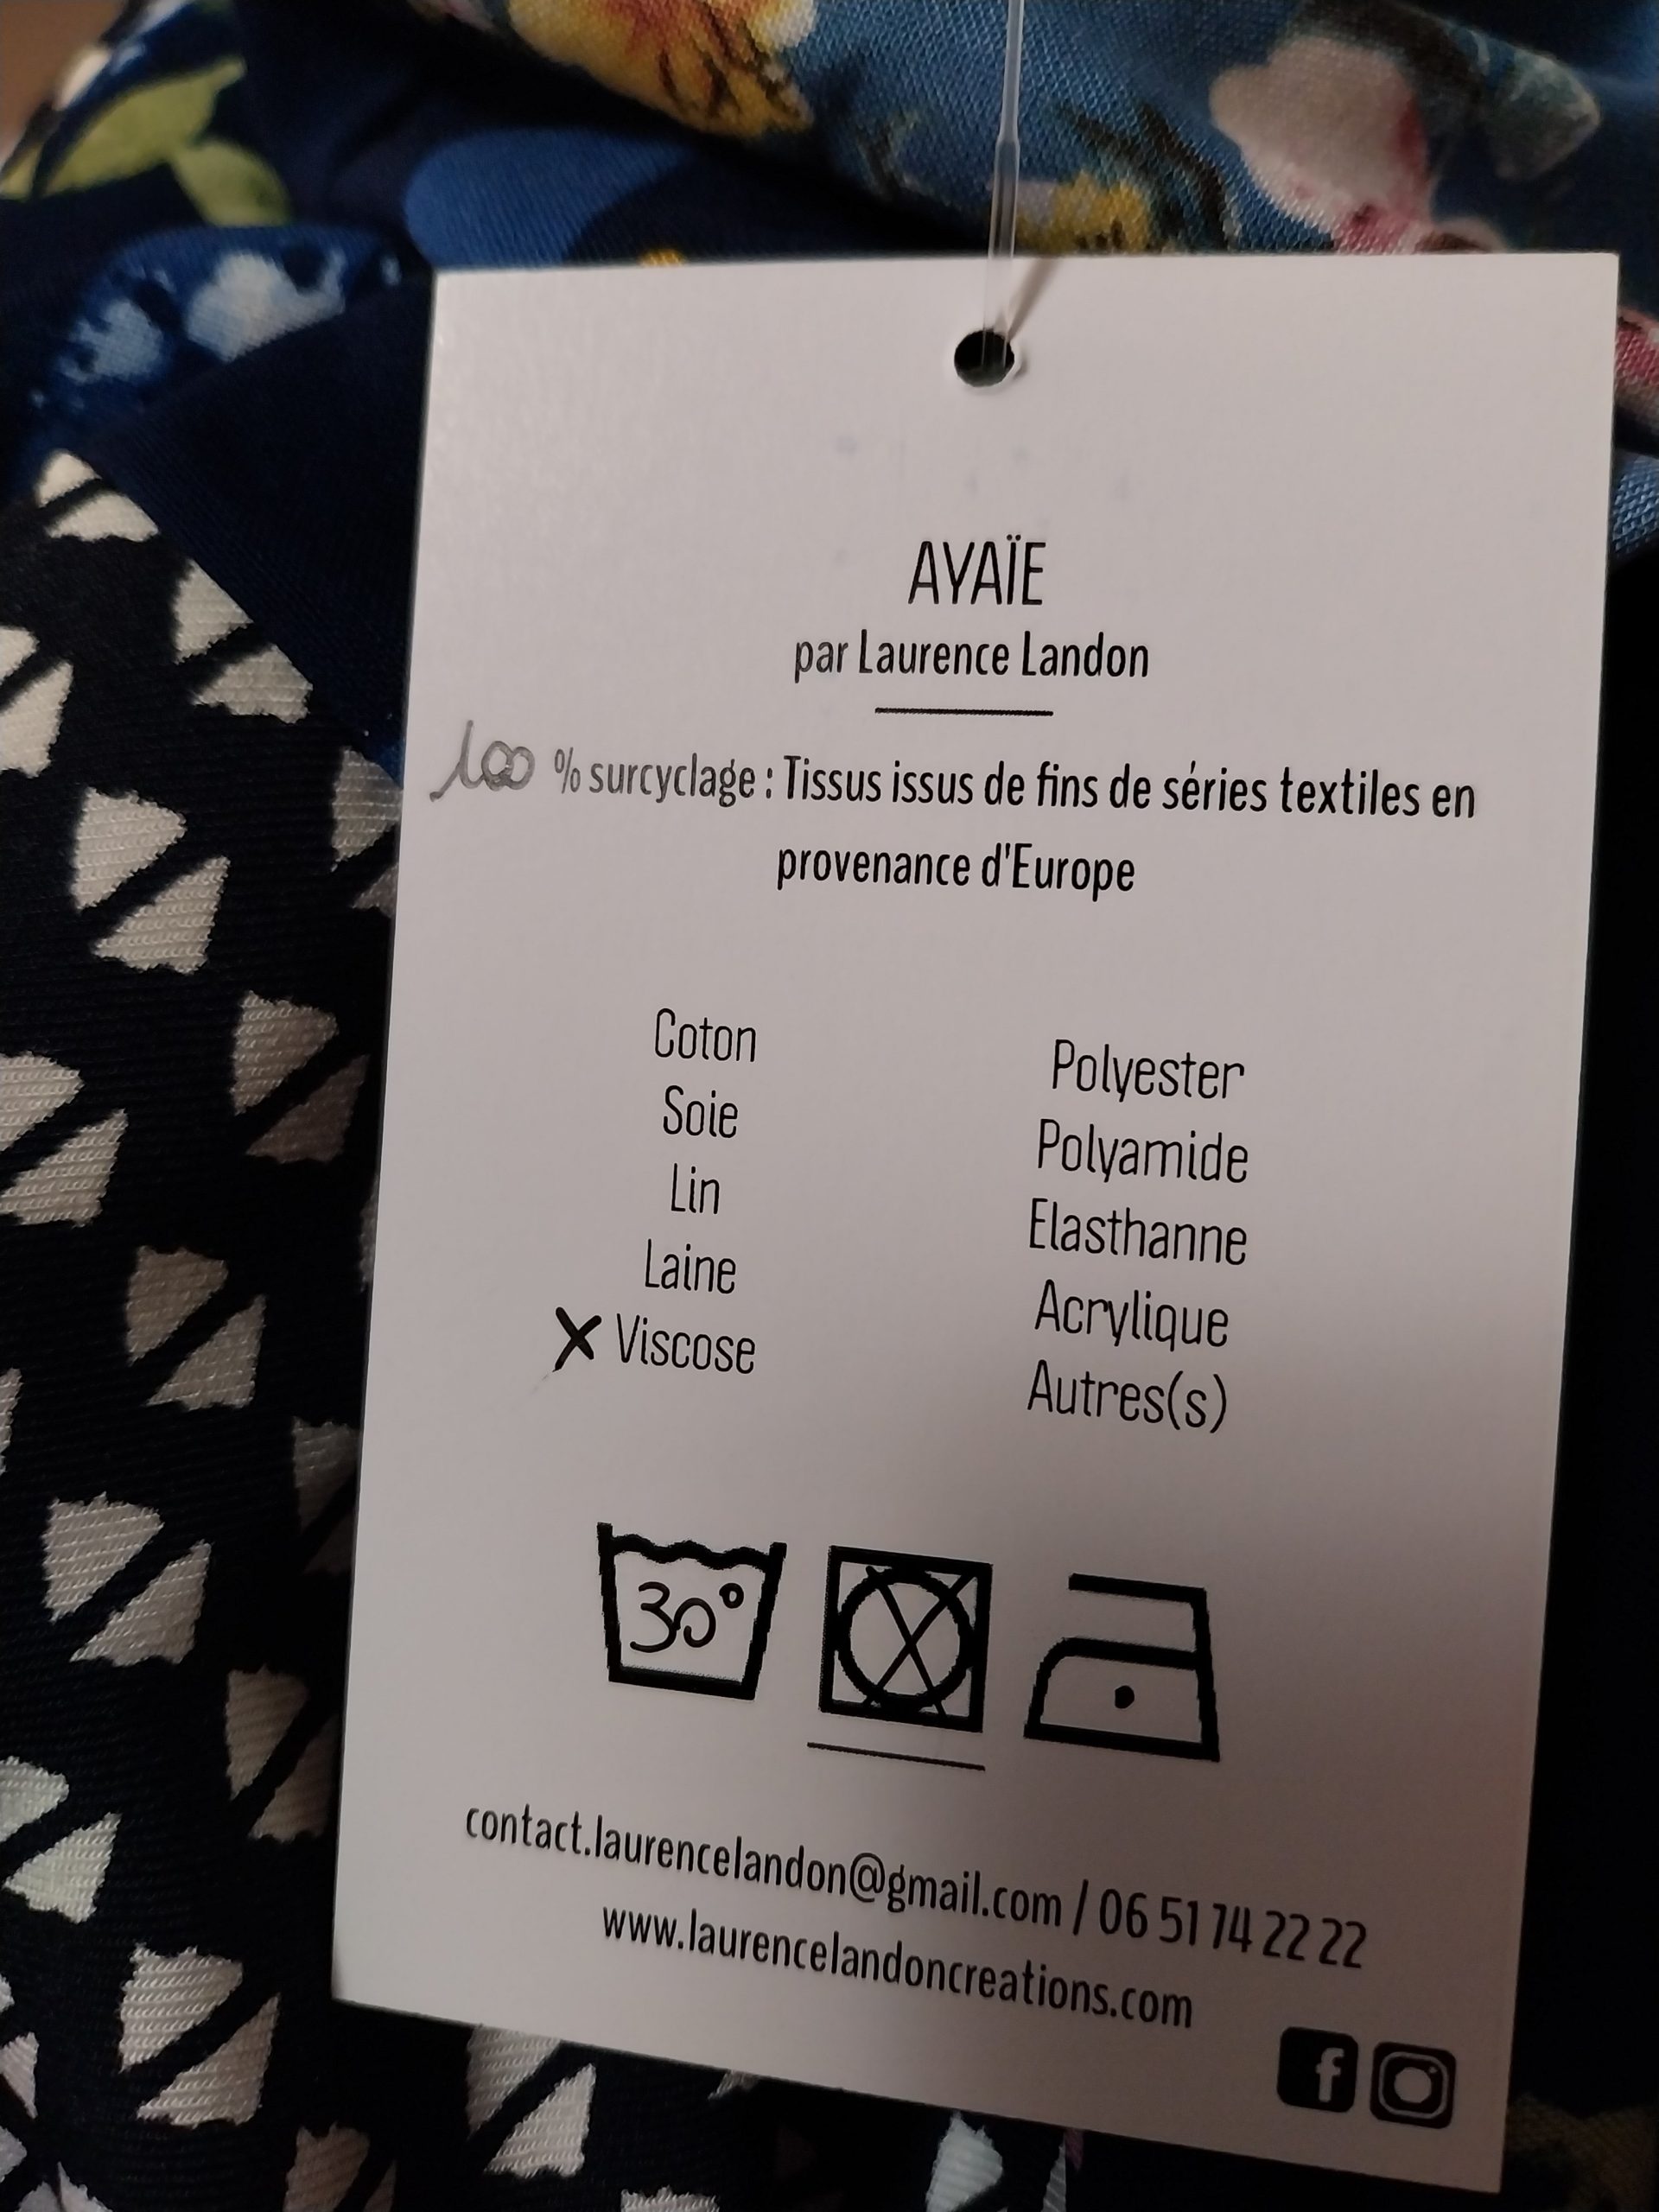 AYAÏE
par Laurence Landon
100 % surcyclage : Tissus issus de fins de séries textiles en
provenance d'Europe
Coton
Soie
Lin
Laine
X Viscose
Polyester
Polyamide
Elasthanne
Acrylique
Autres(s)
30°
contact.laurencelandon@gmail.com / 06 51 74 22 22
www.laurencelandoncreations.com